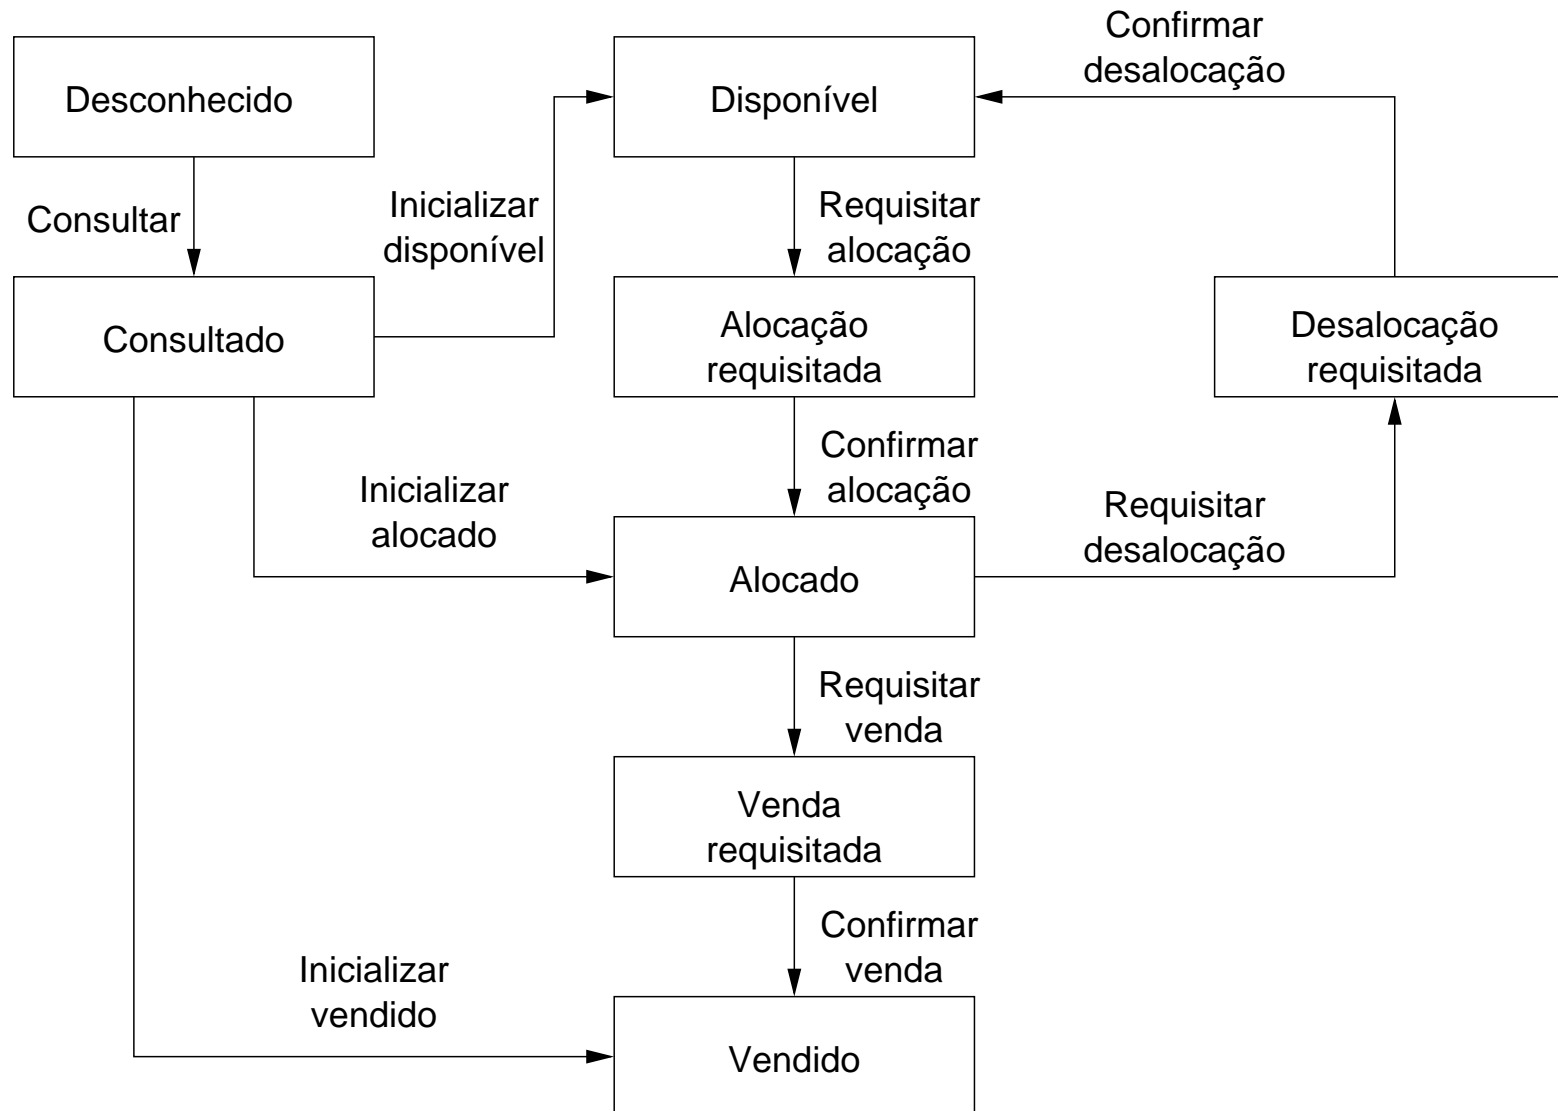 Confirmar
desalocação
Desconhecido
Disponível
Consultar
Inicializar
disponível
Requisitar
alocação
Consultado
Alocação
requisitada
Desalocação
requisitada
Inicializar
alocado
Confirmar
alocação
Requisitar
desalocação
Alocado
Requisitar
venda
Venda
requisitada
Inicializar
vendido
Confirmar
venda
Vendido